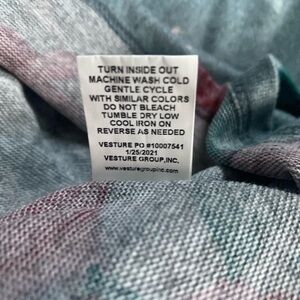 TURN INSIDE OUT
MACHINE WASH COLD
GENTLE CYCLE
WITH SIMILAR COLORS
DO NOT BLEACH
TUMBLE DRY LOW
COOL IRON ON
REVERSE AS NEEDED
VESTURE PO #10007541
1/25/2021
VESTURE GROUP,INC.
www.vesturegroupinc.com